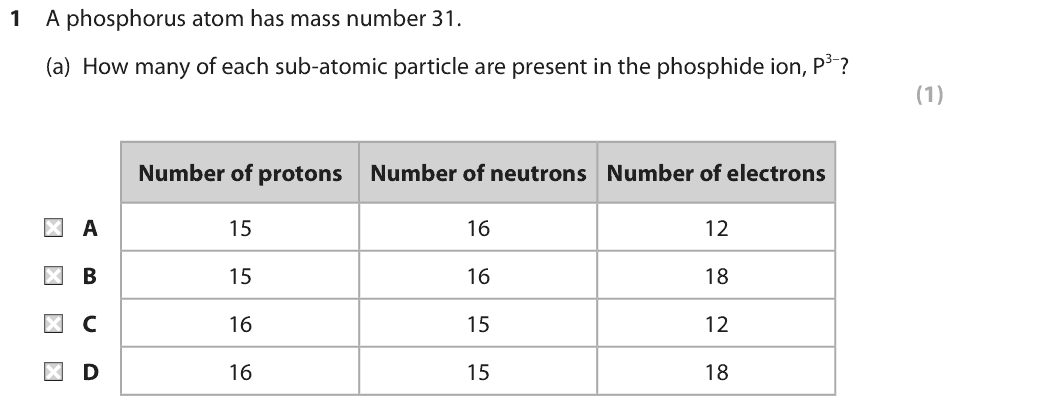 1 A phosphorus atom has mass number 31.
(a) How many of each sub-atomic particle are present in the phosphide ion, P³⁻?
(1)
Number of protons Number of neutrons Number of electrons
A 15 16 12
B 15 16 18
C 16 15 12
D 16 15 18